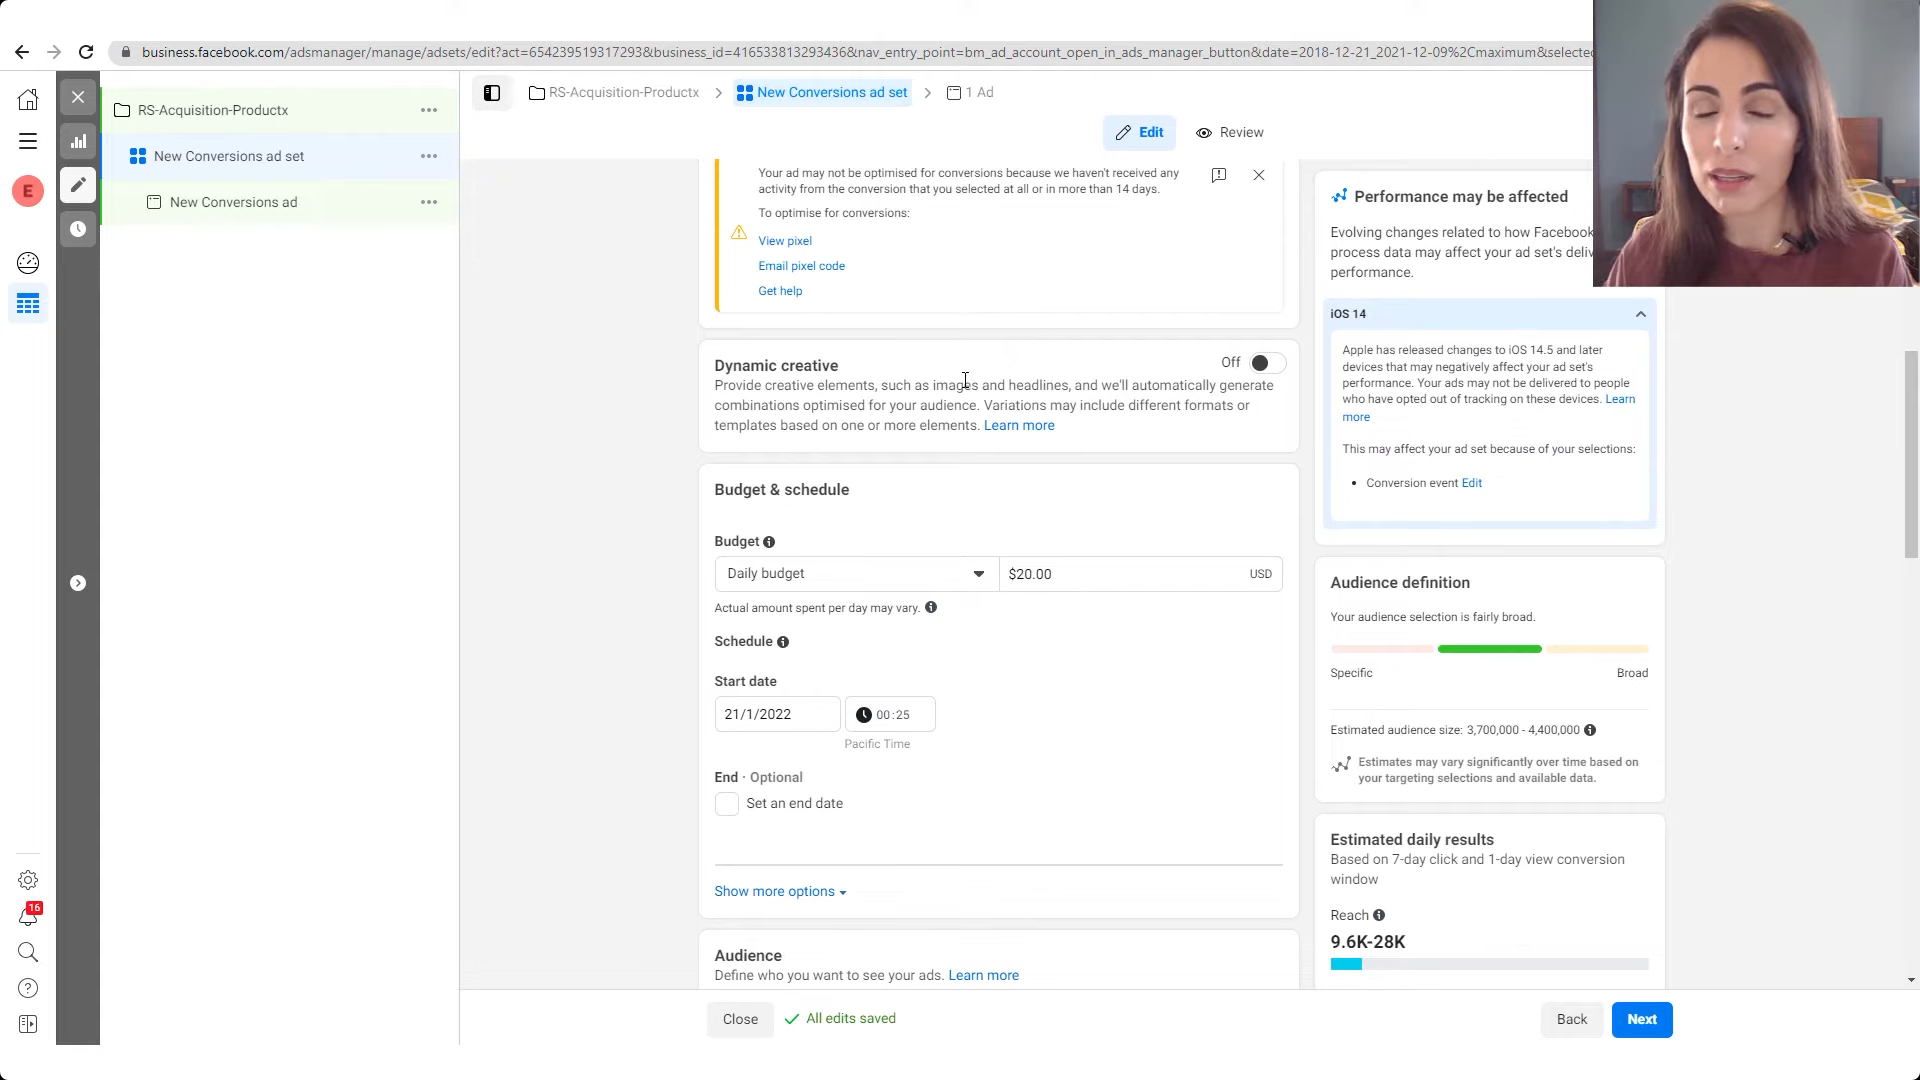 business.facebook.com/adsmanager/manage/adsets/edit?act=654239519317293&business_id=41653381329343​6&nav_entry_point=bm_ad_account_open_in_ads_manager_button&date=2018-12-21_2021-12-09%2Cmaximum&selected
RS-Acquisition-Productx
New Conversions ad set
New Conversions ad
E
16
RS-Acquisition-Productx
New Conversions ad set
1 Ad
Edit
Review
Your ad may not be optimised for conversions because we haven't received any
activity from the conversion that you selected at all or in more than 14 days.
To optimise for conversions:
View pixel
Email pixel code
Get help
Dynamic creative
Off
Provide creative elements, such as images and headlines, and we'll automatically generate
combinations optimised for your audience. Variations may include different formats or
templates based on one or more elements. Learn more
Budget & schedule
Budget
Daily budget
$20.00
USD
Actual amount spent per day may vary.
Schedule
Start date
21/1/2022
00:25
Pacific Time
End · Optional
Set an end date
Show more options
Audience
Define who you want to see your ads. Learn more
Performance may be affected
Evolving changes related to how Facebook
process data may affect your ad set's deliv
performance.
iOS 14
Apple has released changes to iOS 14.5 and later
devices that may negatively affect your ad set's
performance. Your ads may not be delivered to people
who have opted out of tracking on these devices. Learn
more
This may affect your ad set because of your selections:
Conversion event Edit
Audience definition
Your audience selection is fairly broad.
Specific
Broad
Estimated audience size: 3,700,000 - 4,400,000
Estimates may vary significantly over time based on
your targeting selections and available data.
Estimated daily results
Based on 7-day click and 1-day view conversion
window
Reach
9.6K-28K
Close
All edits saved
Back
Next